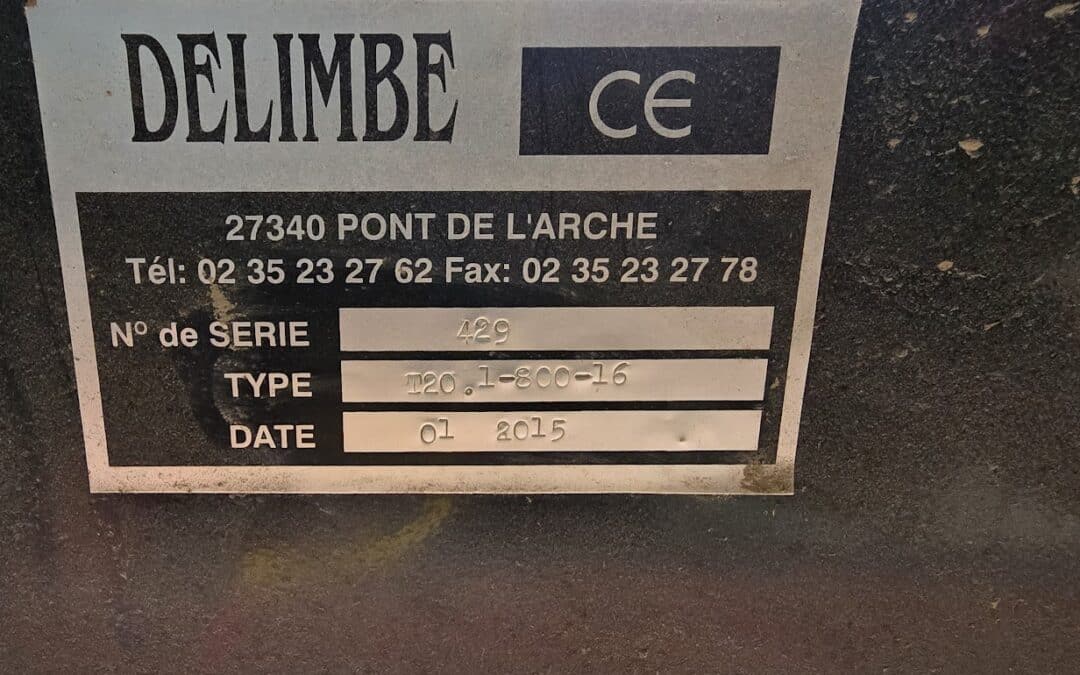 DELIMBE CE
27340 PONT DE L'ARCHE
Tél: 02 35 23 27 62 Fax: 02 35 23 27 78
Nº de SERIE 429
TYPE T20.1-800-16
DATE 01 2015